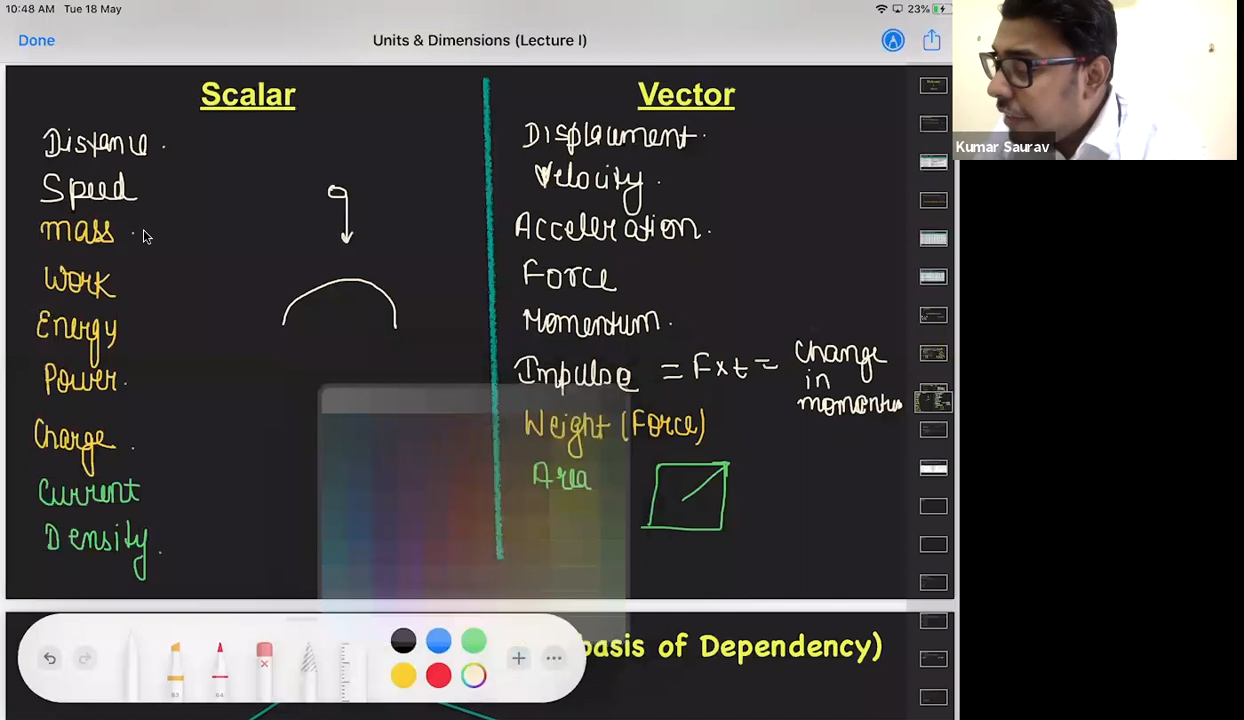 10:48 AM Tue 18 May
23%
Done
Units & Dimensions (Lecture I)
Kumar Saurav
Scalar
Distance
Speed
mass
Work
Energy
Power
Charge
Current
Density
g
Vector
Displacement
Velocity
Acceleration
Force
Momentum
Impulse = F x t = Change
in
momentum
Weight (Force)
Area
basis of Dependency)